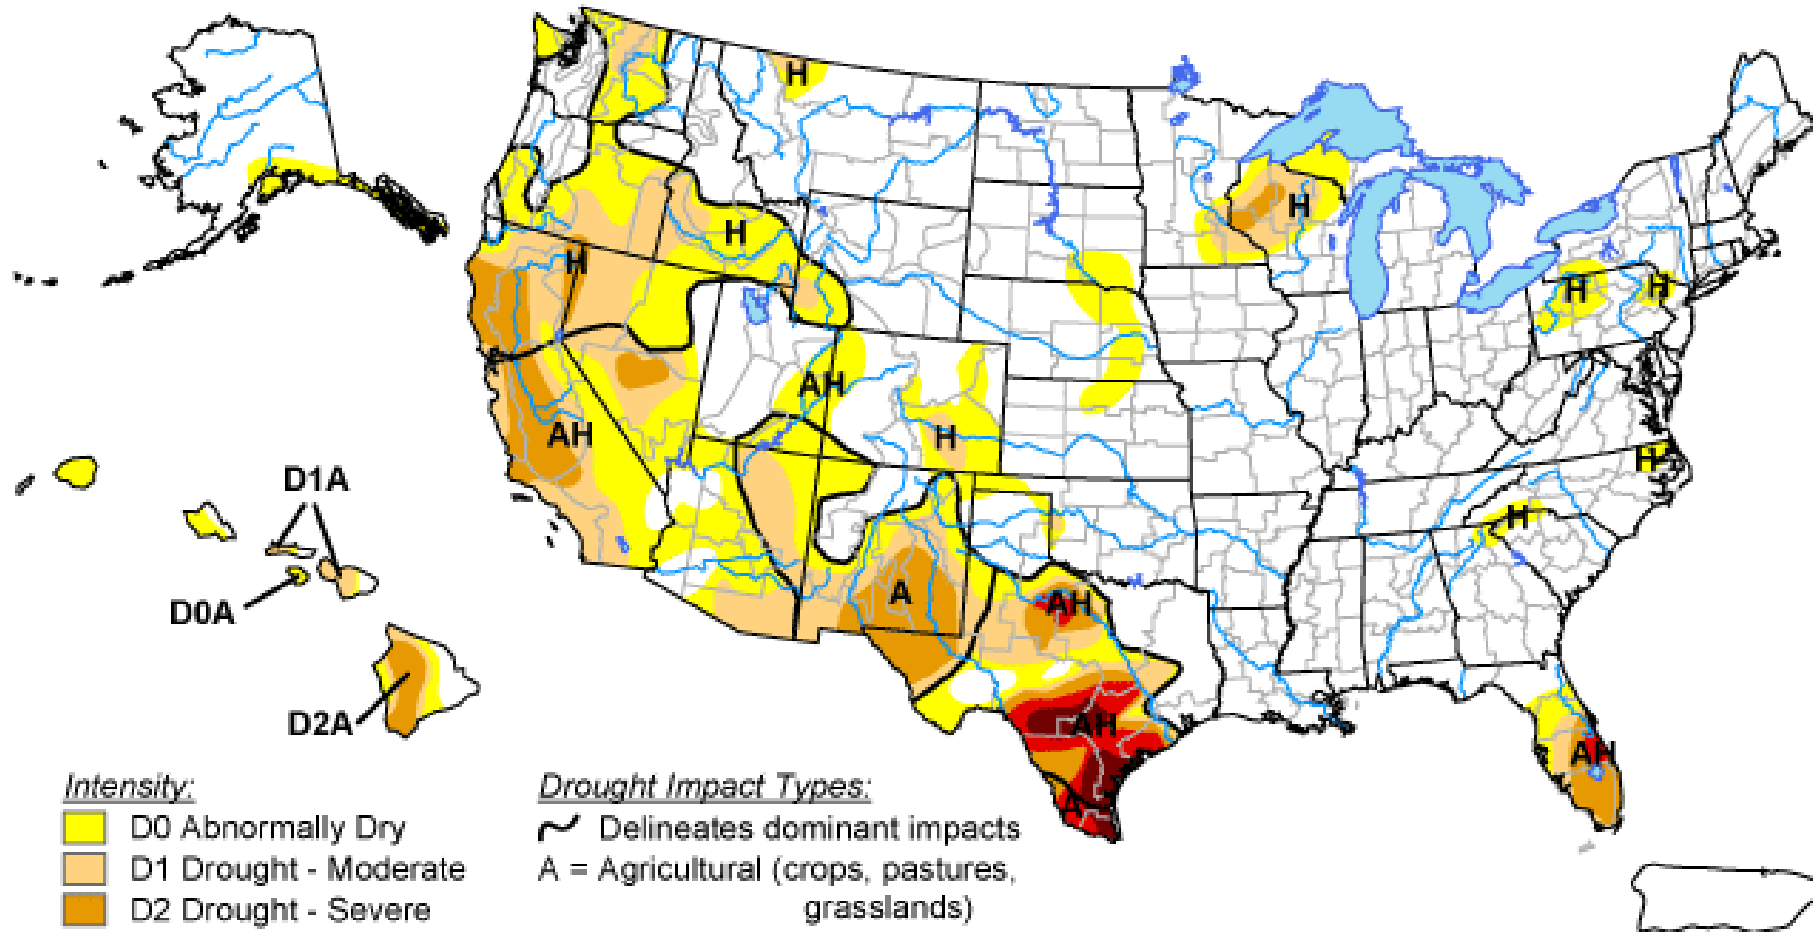 H
H
H
H
H
H
H
AH
AH
H
H
D1A
H
D0A
A
AH
D2A
AH
AH
A
Intensity:
D0 Abnormally Dry
D1 Drought - Moderate
D2 Drought - Severe
Drought Impact Types:
Delineates dominant impacts
A = Agricultural (crops, pastures,
grasslands)